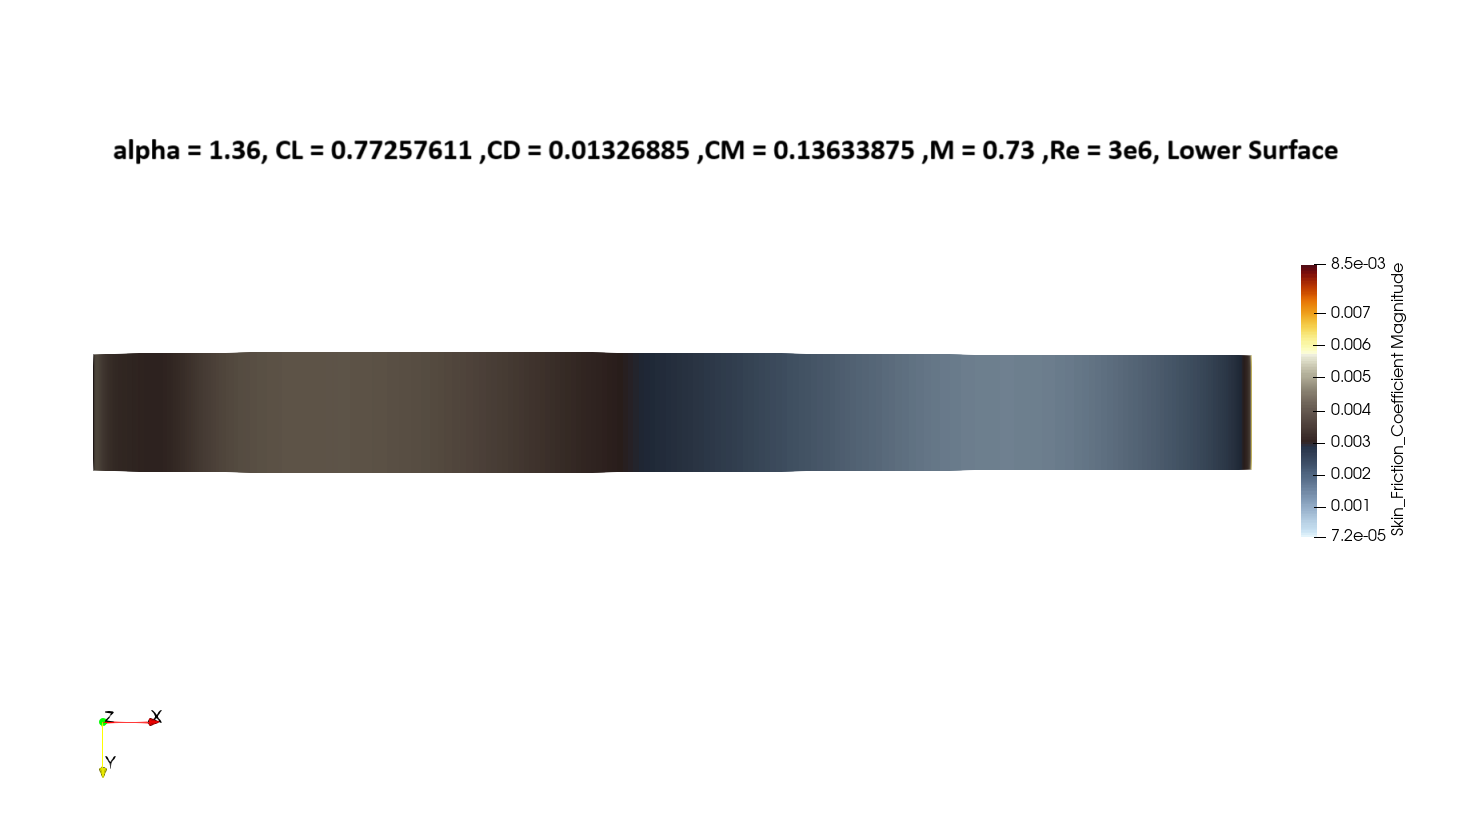 alpha = 1.36, CL = 0.77257611 ,CD = 0.01326885 ,CM = 0.13633875 ,M = 0.73 ,Re = 3e6, Lower Surface
8.5e-03
0.007
0.006
0.005
0.004
0.003
0.002
0.001
7.2e-05
Skin_Friction_Coefficient Magnitude
Z
X
Y